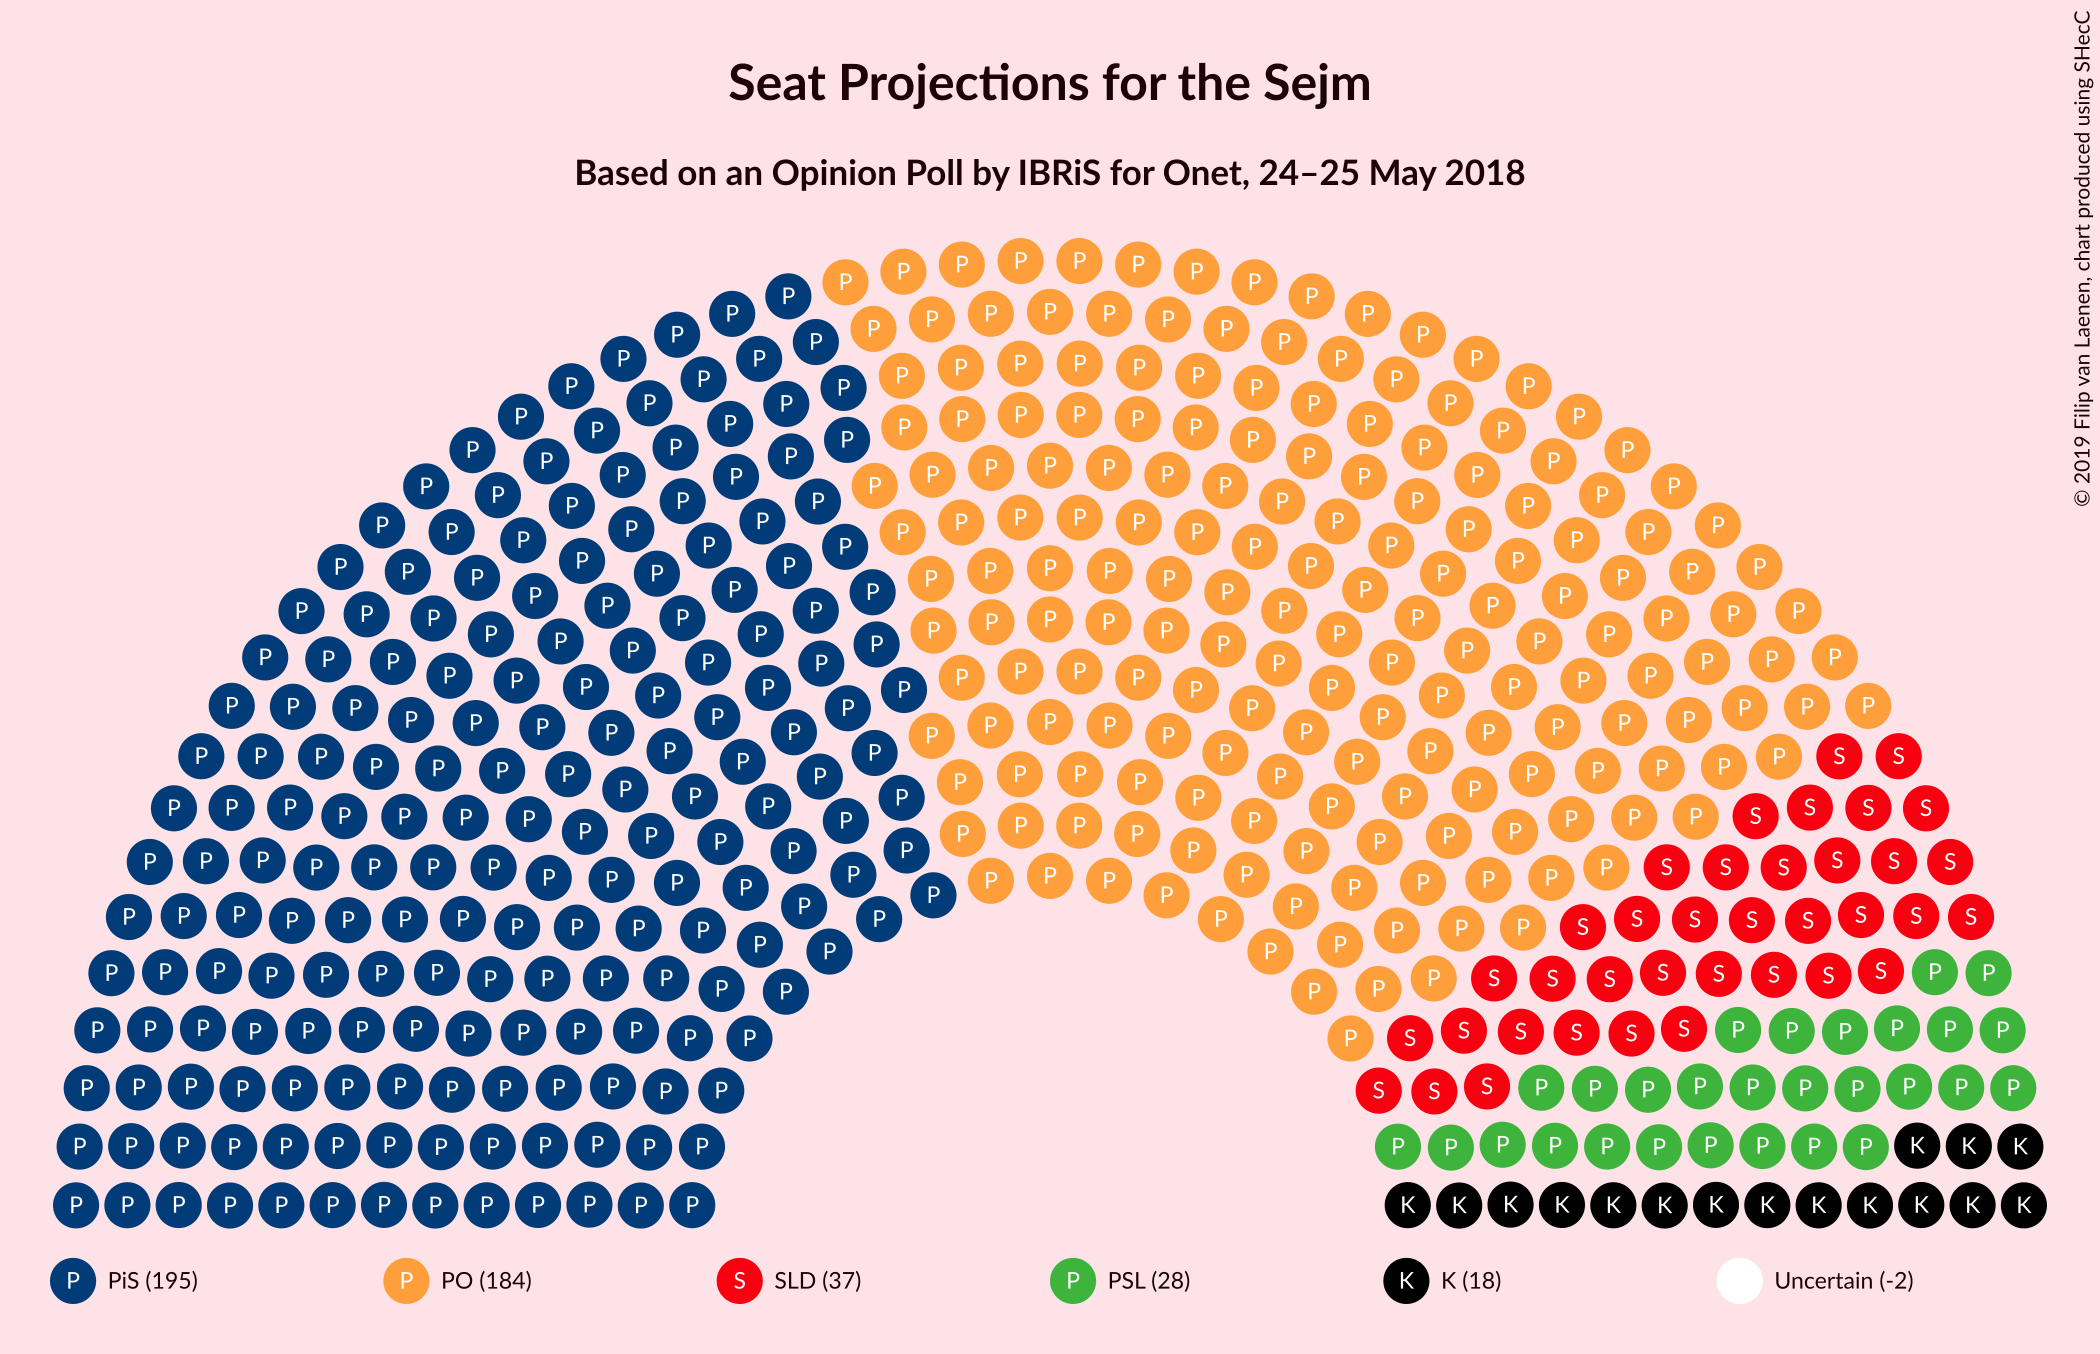 Seat Projections for the Sejm
Based on an Opinion Poll by IBRiS for Onet, 24–25 May 2018
© 2019 Filip van Laenen, chart produced using SHecC
P PiS (195)
P PO (184)
S SLD (37)
P PSL (28)
K K (18)
Uncertain (-2)